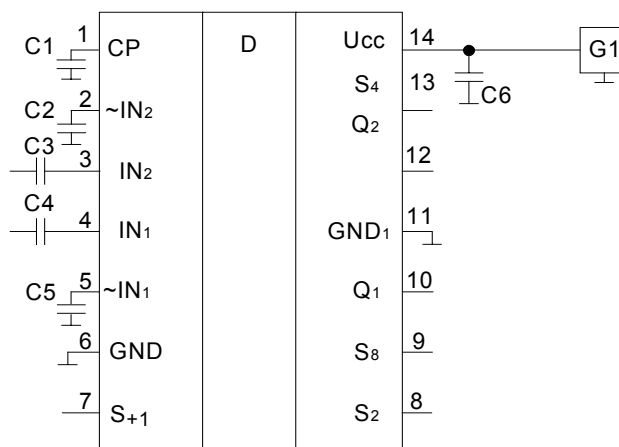 C1 1 CP D Ucc 14 G1
S4 13 C6
C2 2 ~IN2 Q2
C3 3 IN2 12
C4 4 IN1 GND1 11
C5 5 ~IN1 Q1 10
6 GND S8 9
7 S+1 S2 8